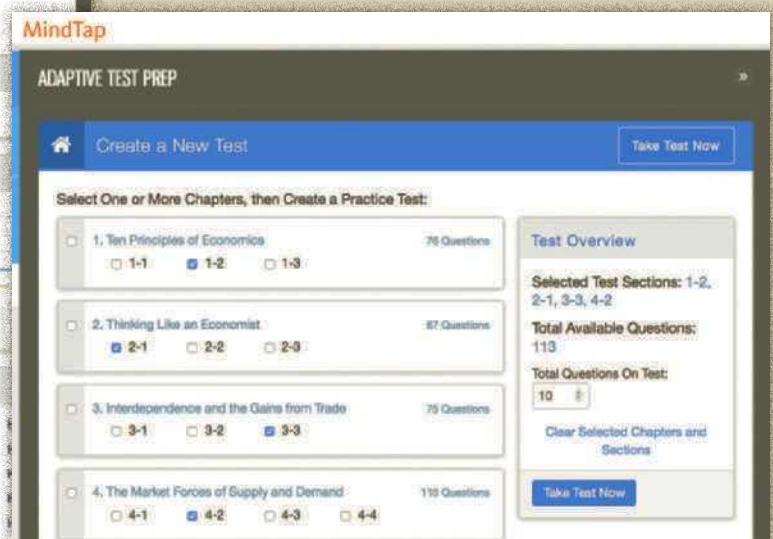 MindTap
ADAPTIVE TEST PREP »
Create a New Test Take Test Now
Select One or More Chapters, then Create a Practice Test:
1. Ten Principles of Economics 76 Questions
1-1 1-2 1-3
2. Thinking Like an Economist 67 Questions
2-1 2-2 2-3
3. Interdependence and the Gains from Trade 75 Questions
3-1 3-2 3-3
4. The Market Forces of Supply and Demand 110 Questions
4-1 4-2 4-3 4-4
Test Overview
Selected Test Sections: 1-2,
2-1, 3-3, 4-2
Total Available Questions:
113
Total Questions On Test:
10
Clear Selected Chapters and
Sections
Take Test Now